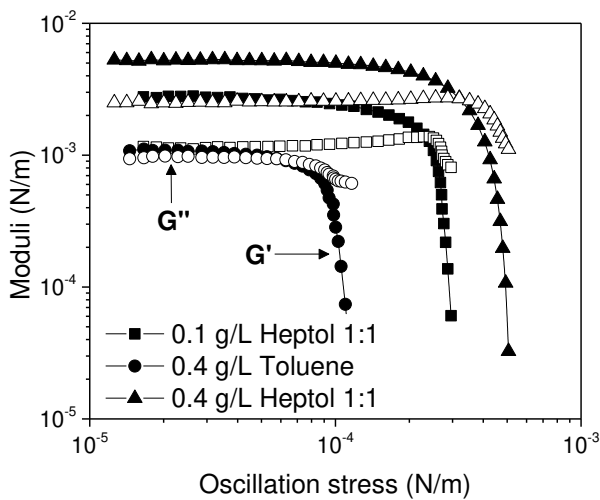 10⁻²
10⁻³
10⁻⁴
10⁻⁵
Moduli (N/m)
G"
G'
0.1 g/L Heptol 1:1
0.4 g/L Toluene
0.4 g/L Heptol 1:1
10⁻⁵ 10⁻⁴ 10⁻³
Oscillation stress (N/m)